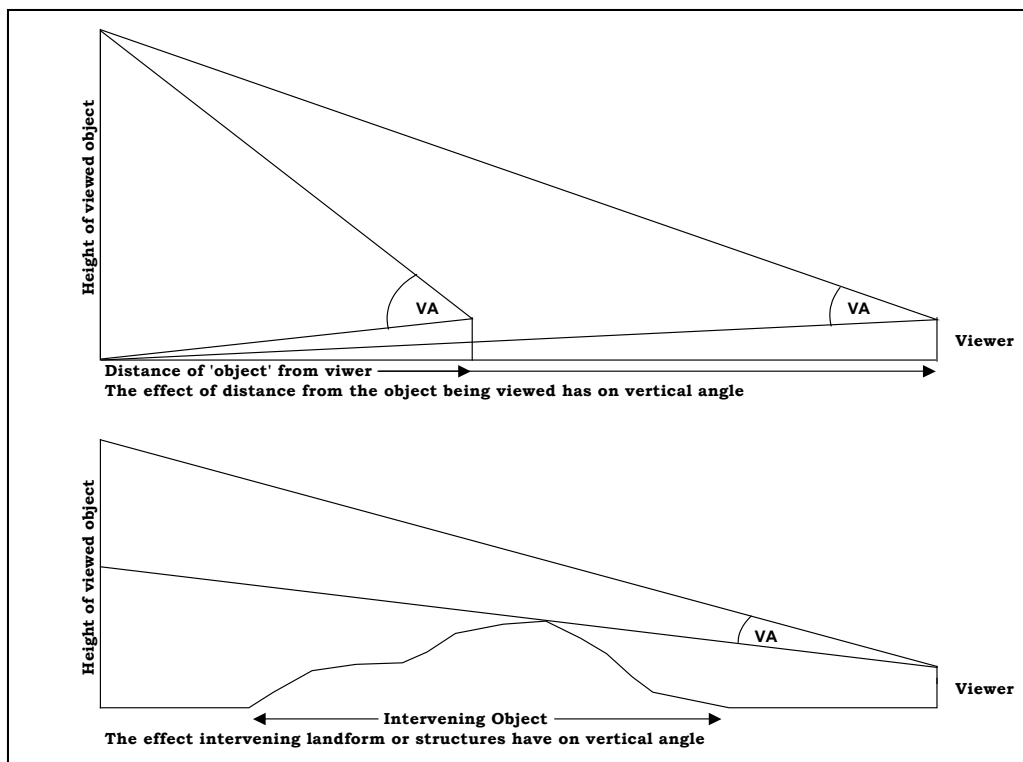 Height of viewed object
VA
VA
Viewer
Distance of 'object' from viwer
The effect of distance from the object being viewed has on vertical angle
Height of viewed object
VA
Viewer
Intervening Object
The effect intervening landform or structures have on vertical angle